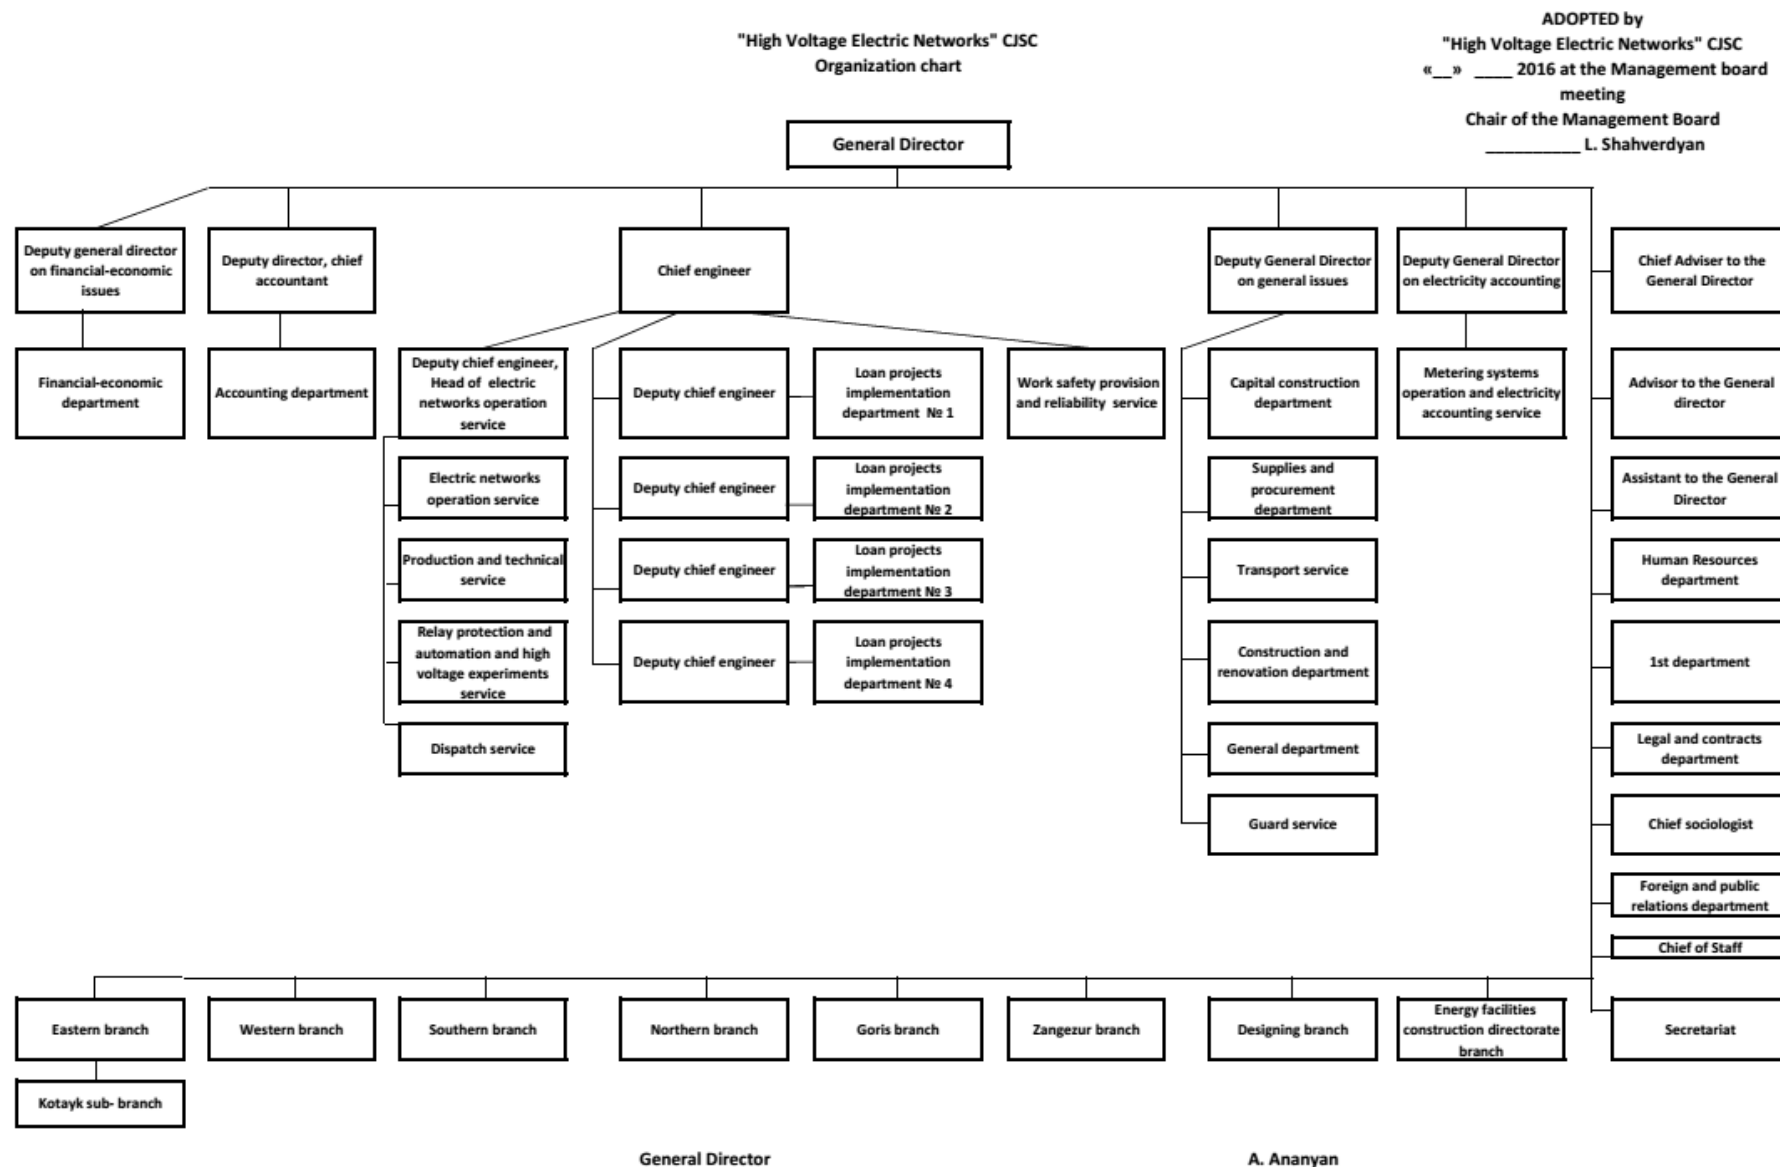 "High Voltage Electric Networks" CJSC
Organization chart
ADOPTED by
"High Voltage Electric Networks" CJSC
«__» ____ 2016 at the Management board
meeting
Chair of the Management Board
__________ L. Shahverdyan
General Director
Deputy general director
on financial-economic
issues
Deputy director, chief
accountant
Chief engineer
Deputy General Director
on general issues
Deputy General Director
on electricity accounting
Chief Adviser to the
General Director
Financial-economic
department
Accounting department
Deputy chief engineer,
Head of electric
networks operation
service
Deputy chief engineer
Loan projects
implementation
department № 1
Work safety provision
and reliability service
Capital construction
department
Metering systems
operation and electricity
accounting service
Advisor to the General
director
Electric networks
operation service
Deputy chief engineer
Loan projects
implementation
department № 2
Supplies and
procurement
department
Assistant to the General
Director
Production and technical
service
Deputy chief engineer
Loan projects
implementation
department № 3
Transport service
Human Resources
department
Relay protection and
automation and high
voltage experiments
service
Deputy chief engineer
Loan projects
implementation
department № 4
Construction and
renovation department
1st department
Dispatch service
General department
Legal and contracts
department
Guard service
Chief sociologist
Foreign and public
relations department
Chief of Staff
Eastern branch
Western branch
Southern branch
Northern branch
Goris branch
Zangezur branch
Designing branch
Energy facilities
construction directorate
branch
Secretariat
Kotayk sub- branch
General Director
A. Ananyan